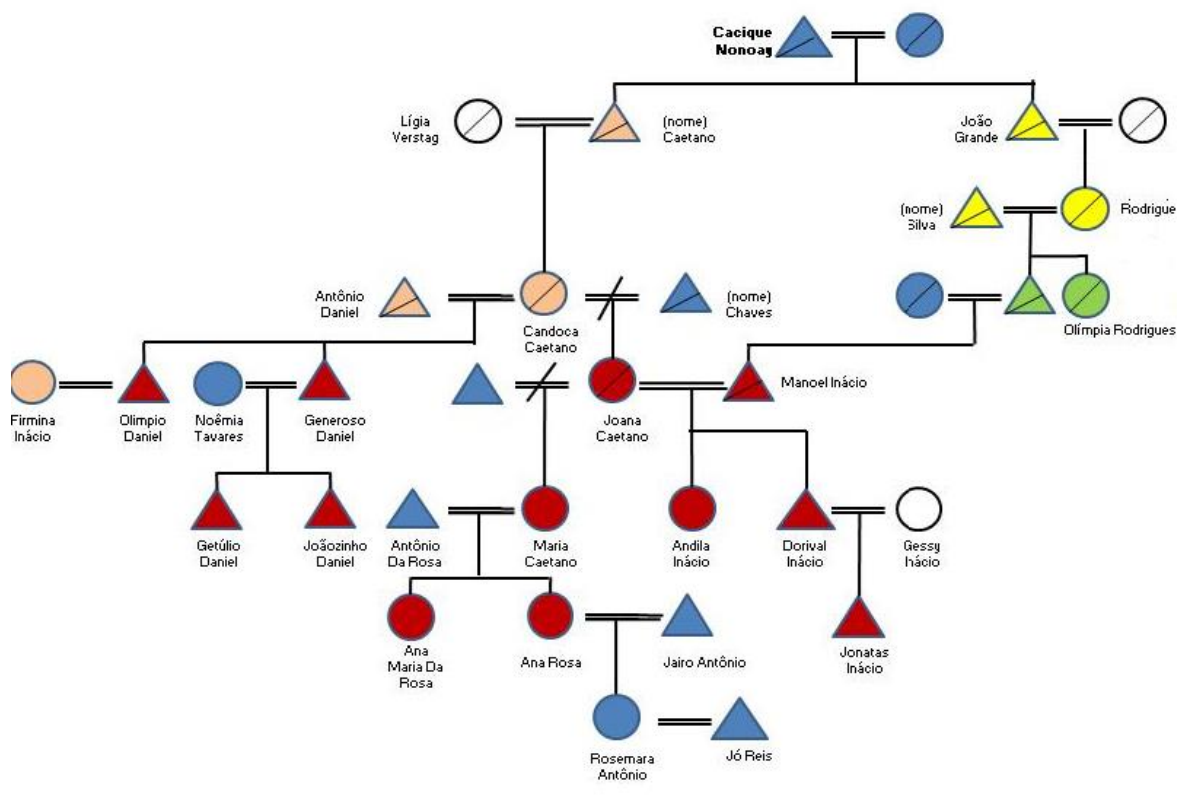 Cacique
Nonoay
Lígia
Verstag
(nome)
Caetano
João
Grande
(nome)
Silva
Rodrigue
Antônio
Daniel
Candoca
Caetano
(nome)
Chaves
Olímpia Rodrigues
Firmina
Inácio
Olimpio
Daniel
Noêmia
Tavares
Generoso
Daniel
Joana
Caetano
Manoel Inácio
Getúlio
Daniel
Joãozinho
Daniel
Antônio
Da Rosa
Maria
Caetano
Andila
Inácio
Dorival
Inácio
Gessy
Inácio
Ana
Maria Da
Rosa
Ana Rosa
Jairo Antônio
Jonatas
Inácio
Rosemara
Antônio
Jó Reis